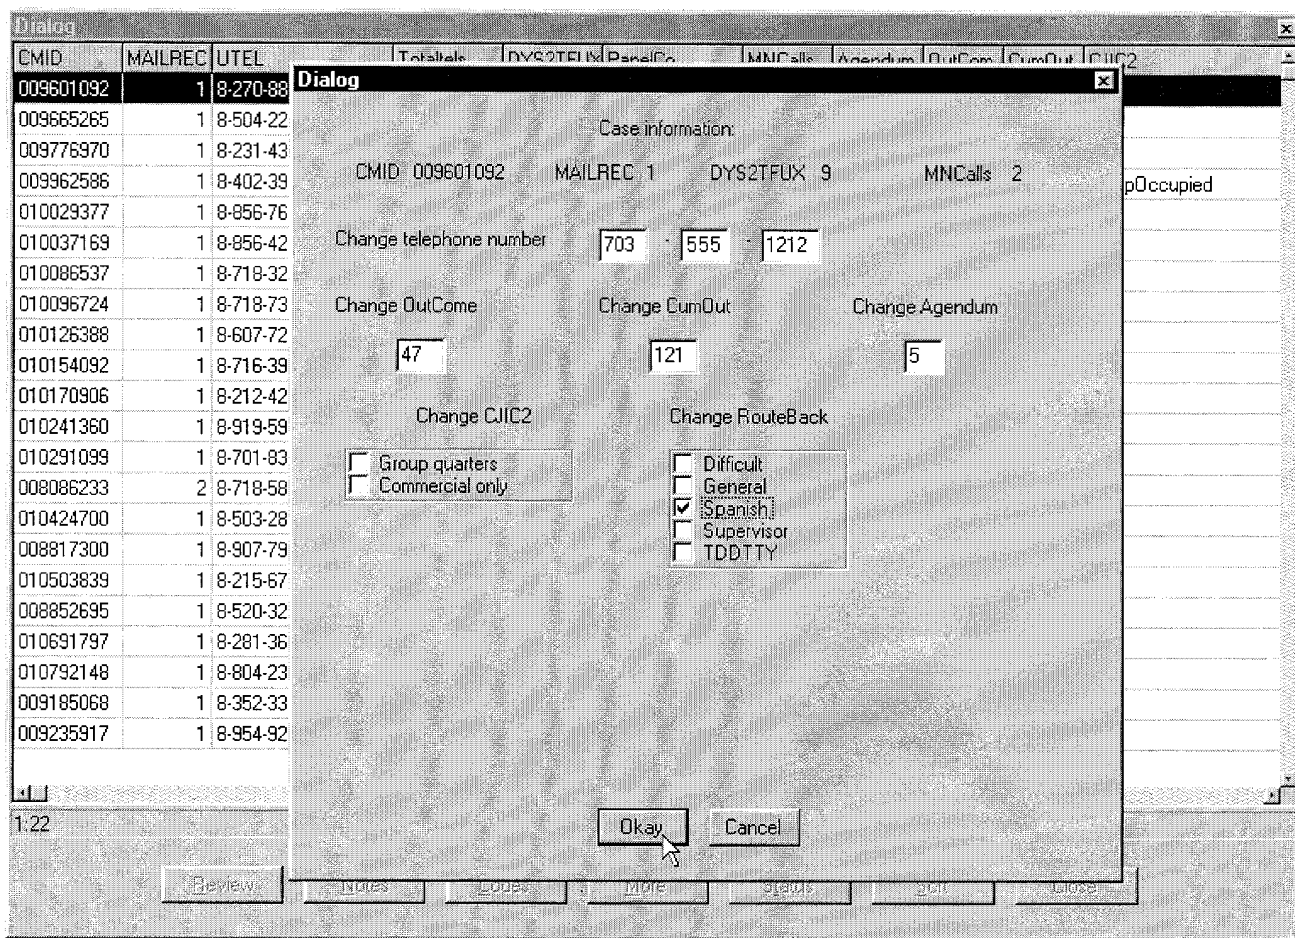 Dialog
CMID MAILREC UTEL Totaltels DYS2TFUX PanelCo MNCalls Agendum OutCom CumOut CJIC2
Dialog
009601092 1 8-270-88
009665265 1 8-504-22
009776970 1 8-231-43
009962586 1 8-402-39 pOccupied
010029377 1 8-856-76
010037169 1 8-856-42
010086537 1 8-718-32
010096724 1 8-718-73
010126388 1 8-607-72
010154092 1 8-716-39
010170906 1 8-212-42
010241360 1 8-919-59
010291099 1 8-701-83
008086233 2 8-718-58
010424700 1 8-503-28
008817300 1 8-907-79
010503839 1 8-215-67
008852695 1 8-520-32
010691797 1 8-281-36
010792148 1 8-804-23
009185068 1 8-352-33
009235917 1 8-954-92
Case information:
CMID 009601092 MAILREC 1 DYS2TFUX 9 MNCalls 2
Change telephone number 703 - 555 - 1212
Change OutCome Change CumOut Change Agendum
47 121 5
Change CJIC2 Change RouteBack
Group quarters
Commercial only
Difficult
General
Spanish
Supervisor
TDDTTY
Okay Cancel
1:22
Review Notes Codes More Status Sort Close